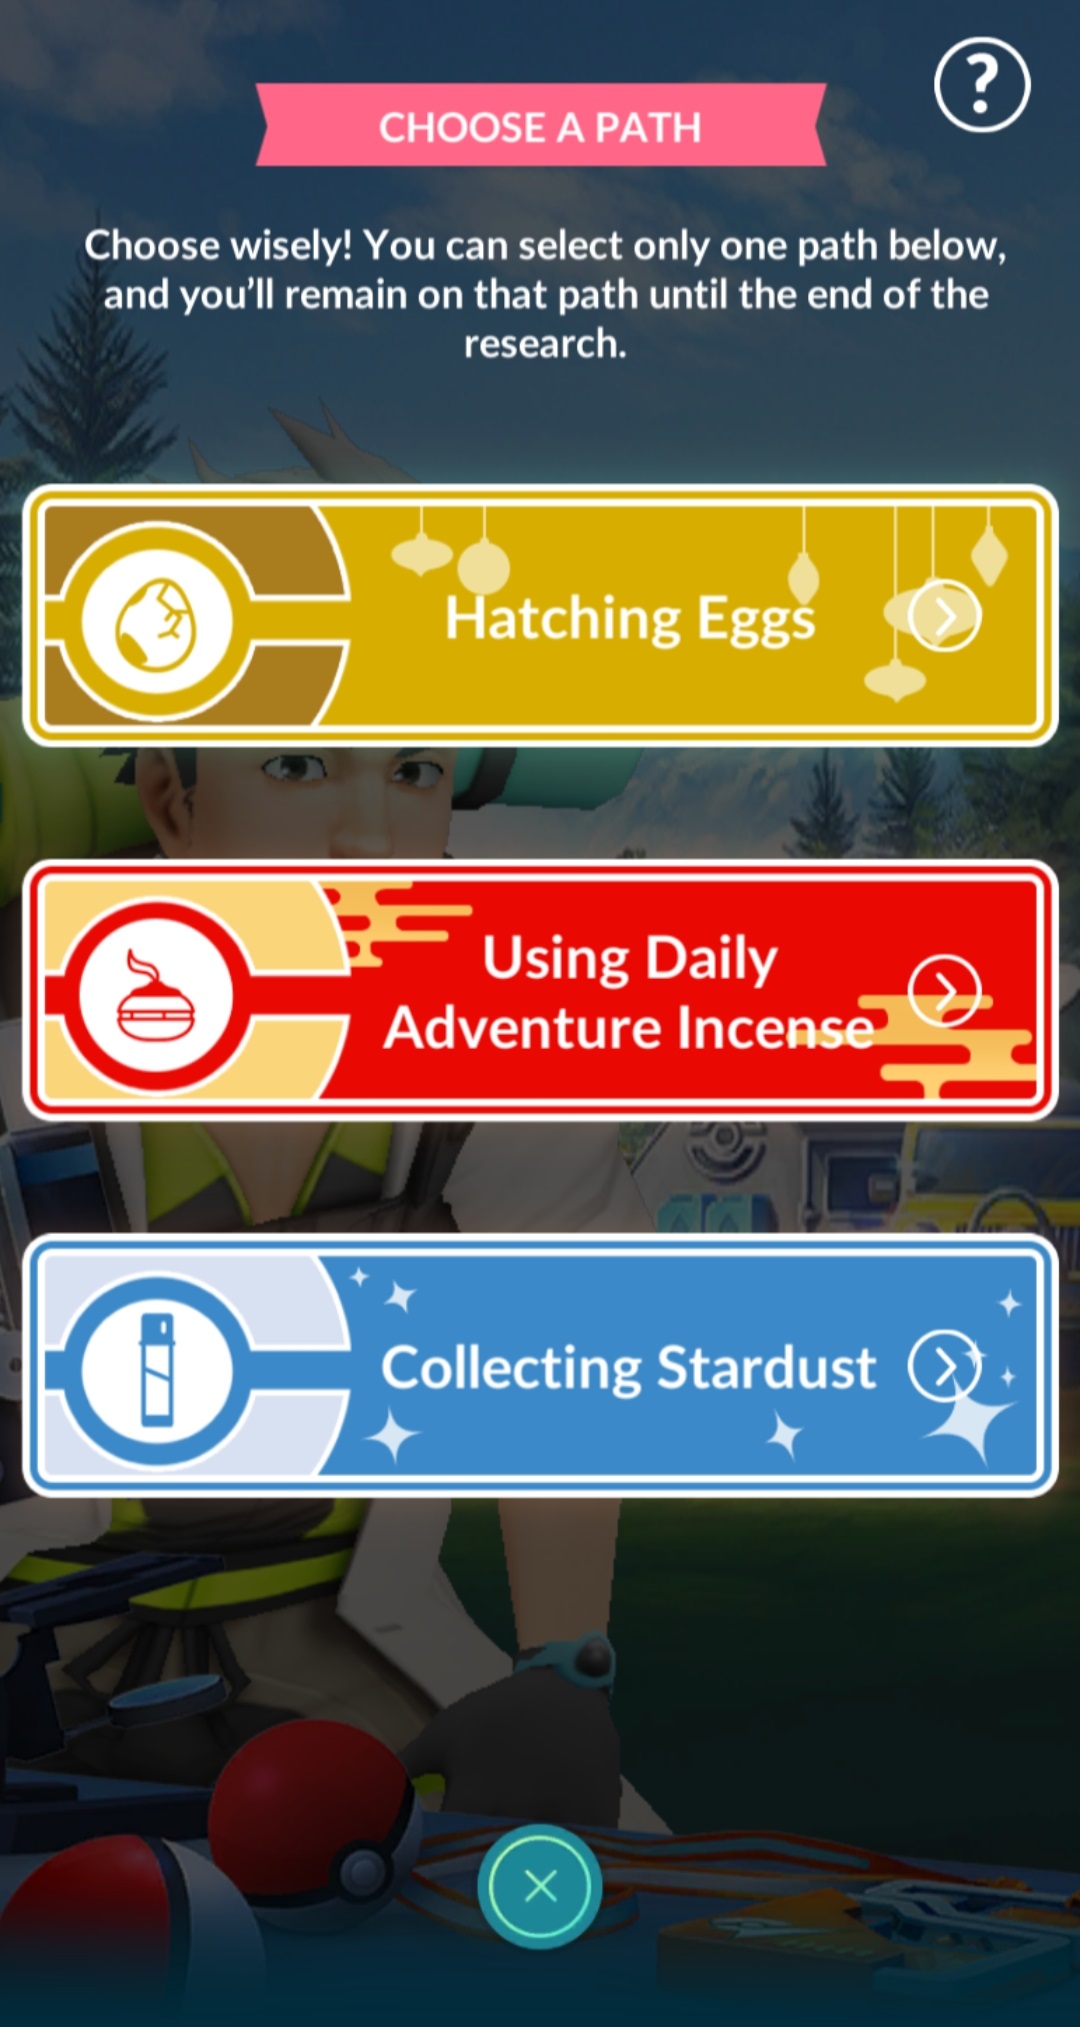 ?
CHOOSE A PATH
Choose wisely! You can select only one path below,
and you’ll remain on that path until the end of the
research.
Hatching Eggs
Using Daily
Adventure Incense
Collecting Stardust